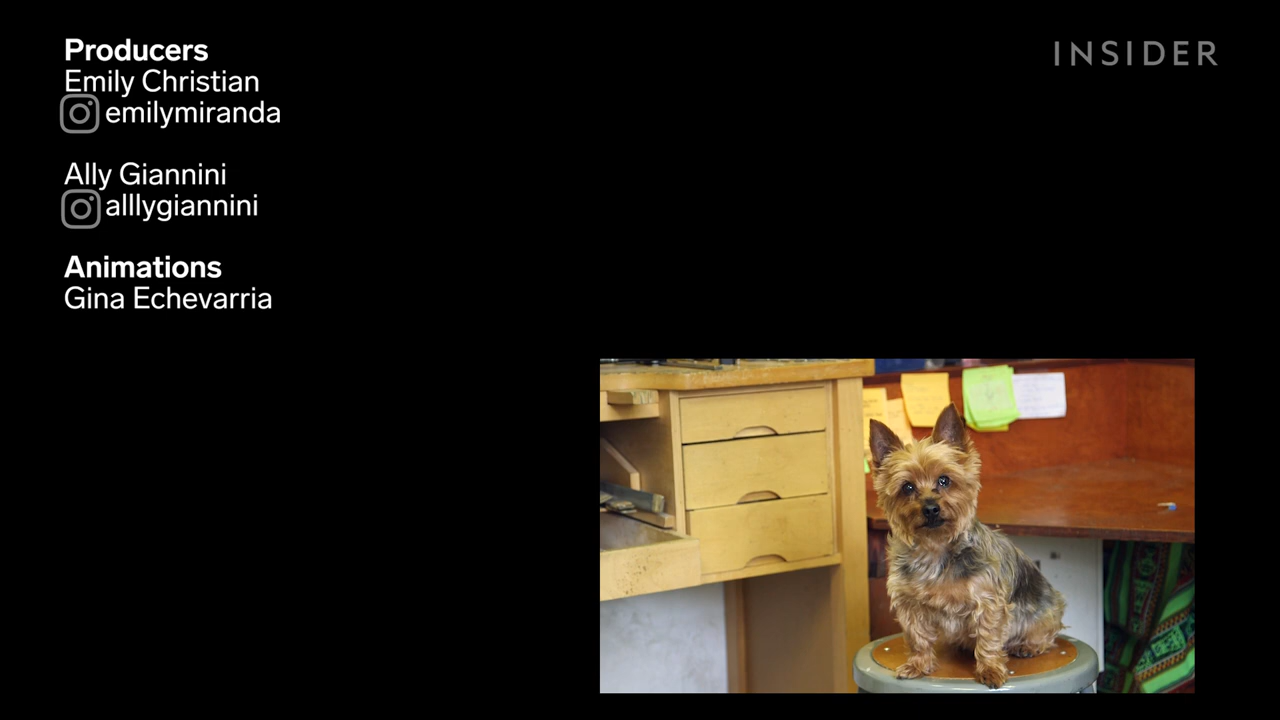 Producers
Emily Christian
emilymiranda
Ally Giannini
alllygiannini
Animations
Gina Echevarria
INSIDER